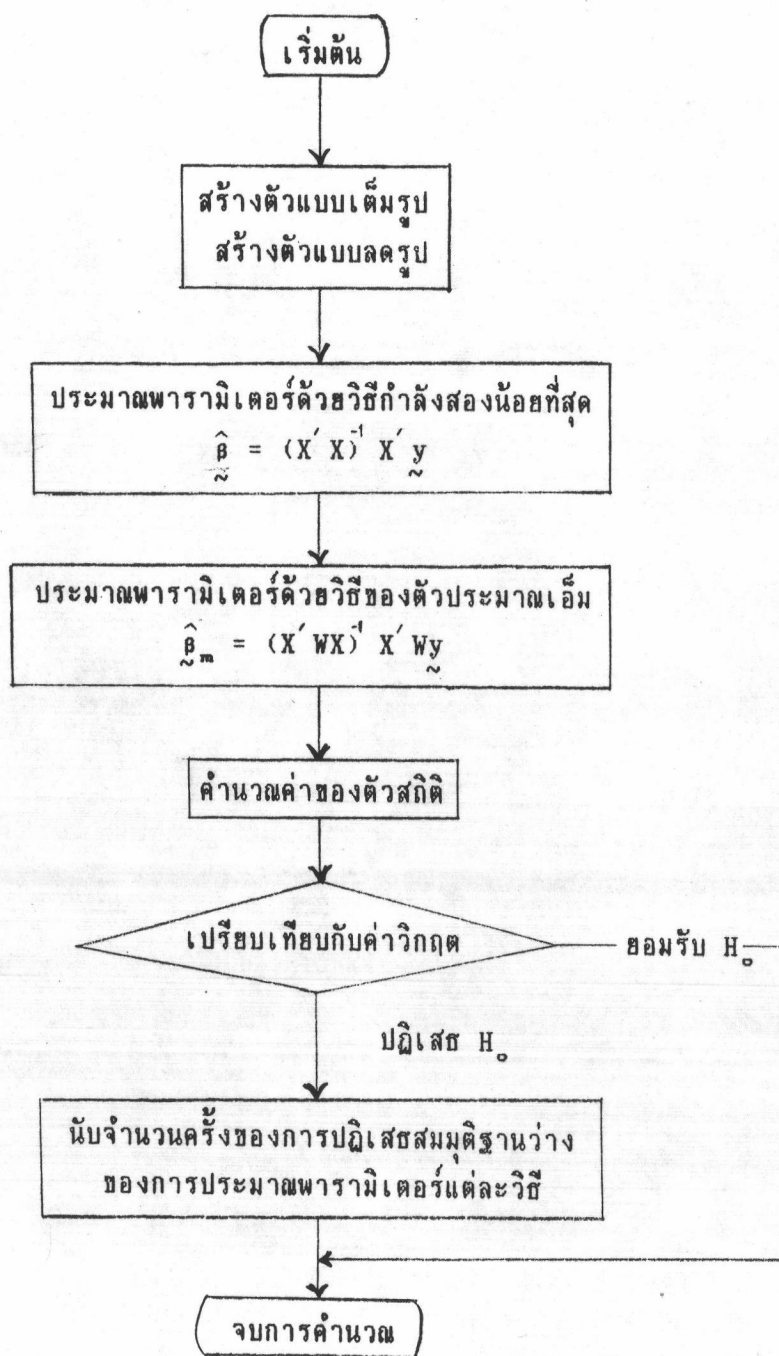 เริ่มต้น
สร้างตัวแบบเต็มรูป
สร้างตัวแบบลดรูป
ประมาณพารามิเตอร์ด้วยวิธีกำลังสองน้อยที่สุด
β̂ = (X′ X)⁻¹ X′ y
ประมาณพารามิเตอร์ด้วยวิธีของตัวประมาณเอ็ม
β̂ₘ = (X′ WX)⁻¹ X′ Wy
คำนวณค่าของตัวสถิติ
เปรียบเทียบกับค่าวิกฤต
ยอมรับ H₀
ปฏิเสธ H₀
นับจำนวนครั้งของการปฏิเสธสมมุติฐานว่าง
ของการประมาณพารามิเตอร์แต่ละวิธี
จบการคำนวณ